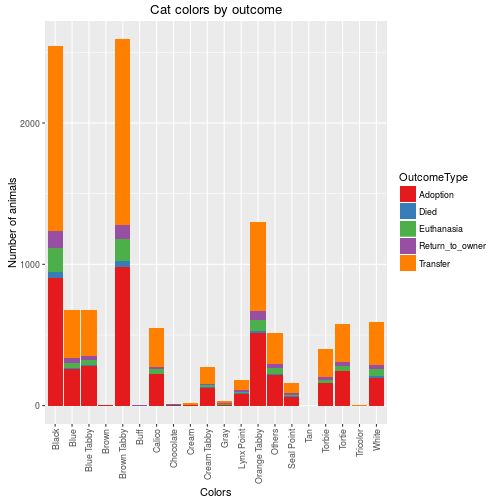 Cat colors by outcome
Number of animals
2000
1000
0
Black
Blue
Blue Tabby
Brown
Brown Tabby
Buff
Calico
Chocolate
Cream
Cream Tabby
Gray
Lynx Point
Orange Tabby
Others
Seal Point
Tan
Torbie
Tortie
Tricolor
White
Colors
OutcomeType
Adoption
Died
Euthanasia
Return_to_owner
Transfer